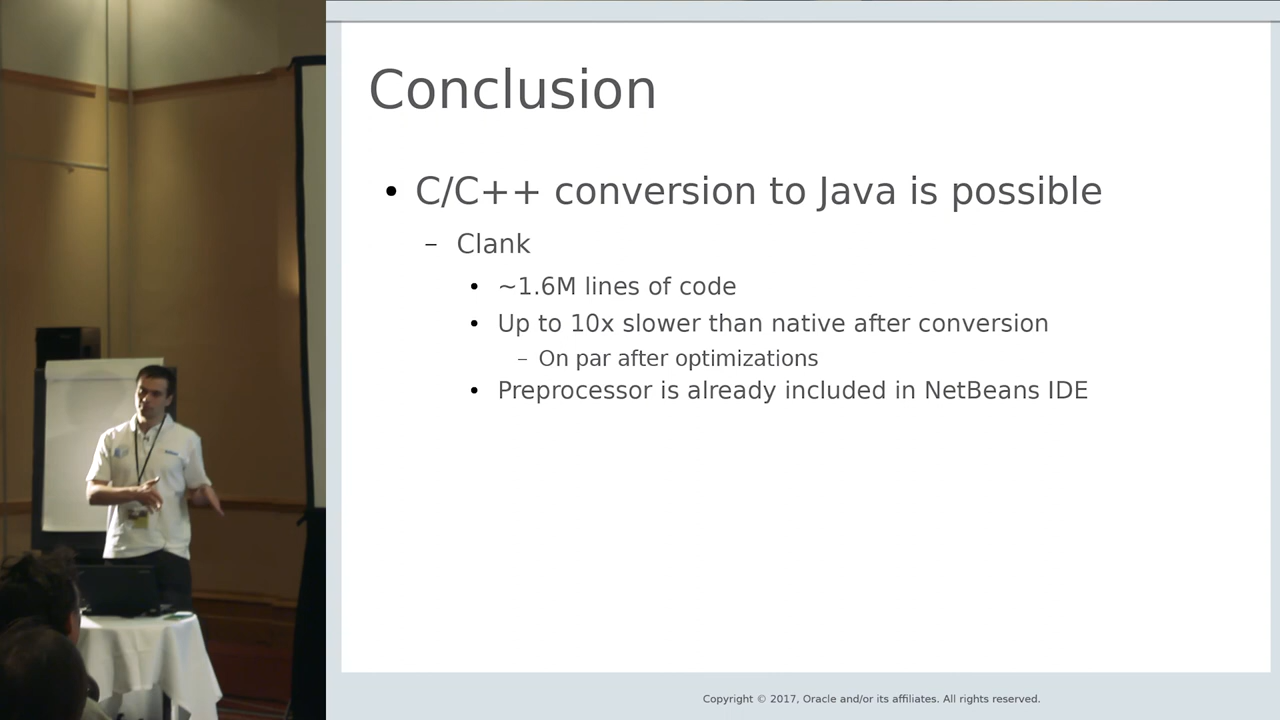 Conclusion
• C/C++ conversion to Java is possible
– Clank
• ~1.6M lines of code
• Up to 10x slower than native after conversion
– On par after optimizations
• Preprocessor is already included in NetBeans IDE
Copyright © 2017, Oracle and/or its affiliates. All rights reserved.